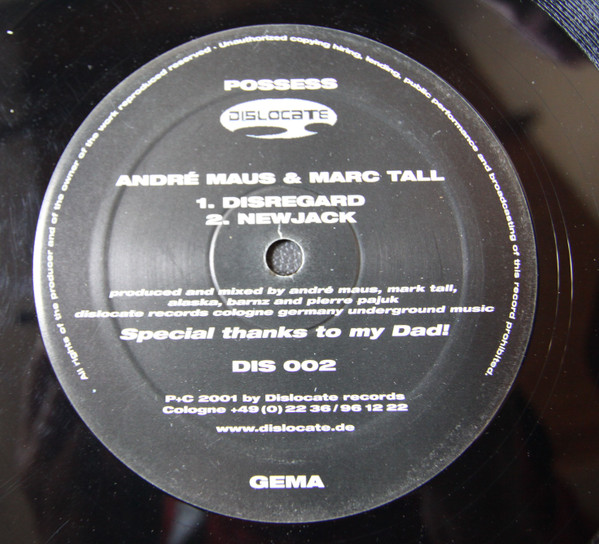 All rights of the producer and of the owner of the work reproduced reserved · Unauthorized copying hiring, lending, public performance and broadcasting of this record prohibited.
POSSESS
DISLOCATE
ANDRÉ MAUS & MARC TALL
1. DISREGARD
2. NEWJACK
produced and mixed by andré maus, mark tall,
alaska, barnz and pierre pajuk
dislocate records cologne germany underground music
Special thanks to my Dad!
DIS 002
P+C 2001 by Dislocate records
Cologne +49 (0) 22 36 / 96 12 22
www.dislocate.de
GEMA